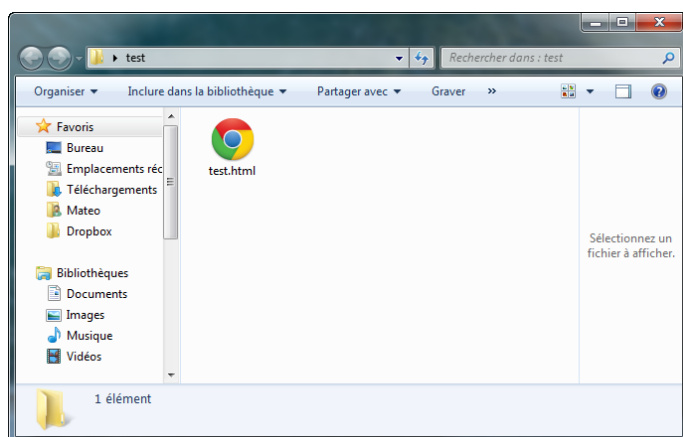 test
Rechercher dans : test
Organiser Inclure dans la bibliothèque Partager avec Graver »
Favoris
Bureau
Emplacements réc
Téléchargements
Mateo
Dropbox
Bibliothèques
Documents
Images
Musique
Vidéos
test.html
Sélectionnez un
fichier à afficher.
1 élément